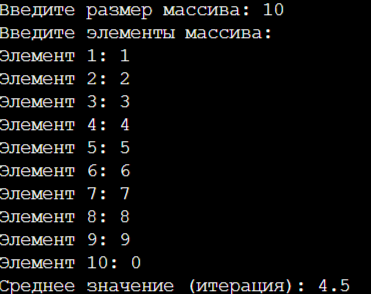 Введите размер массива: 10
Введите элементы массива:
Элемент 1: 1
Элемент 2: 2
Элемент 3: 3
Элемент 4: 4
Элемент 5: 5
Элемент 6: 6
Элемент 7: 7
Элемент 8: 8
Элемент 9: 9
Элемент 10: 0
Среднее значение (итерация): 4.5